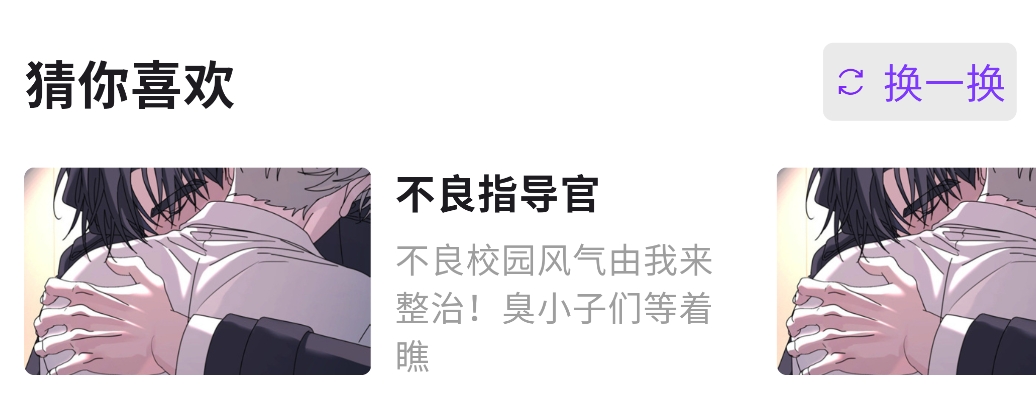 猜你喜欢
换一换
不良指导官
不良校园风气由我来
整治！臭小子们等着
瞧